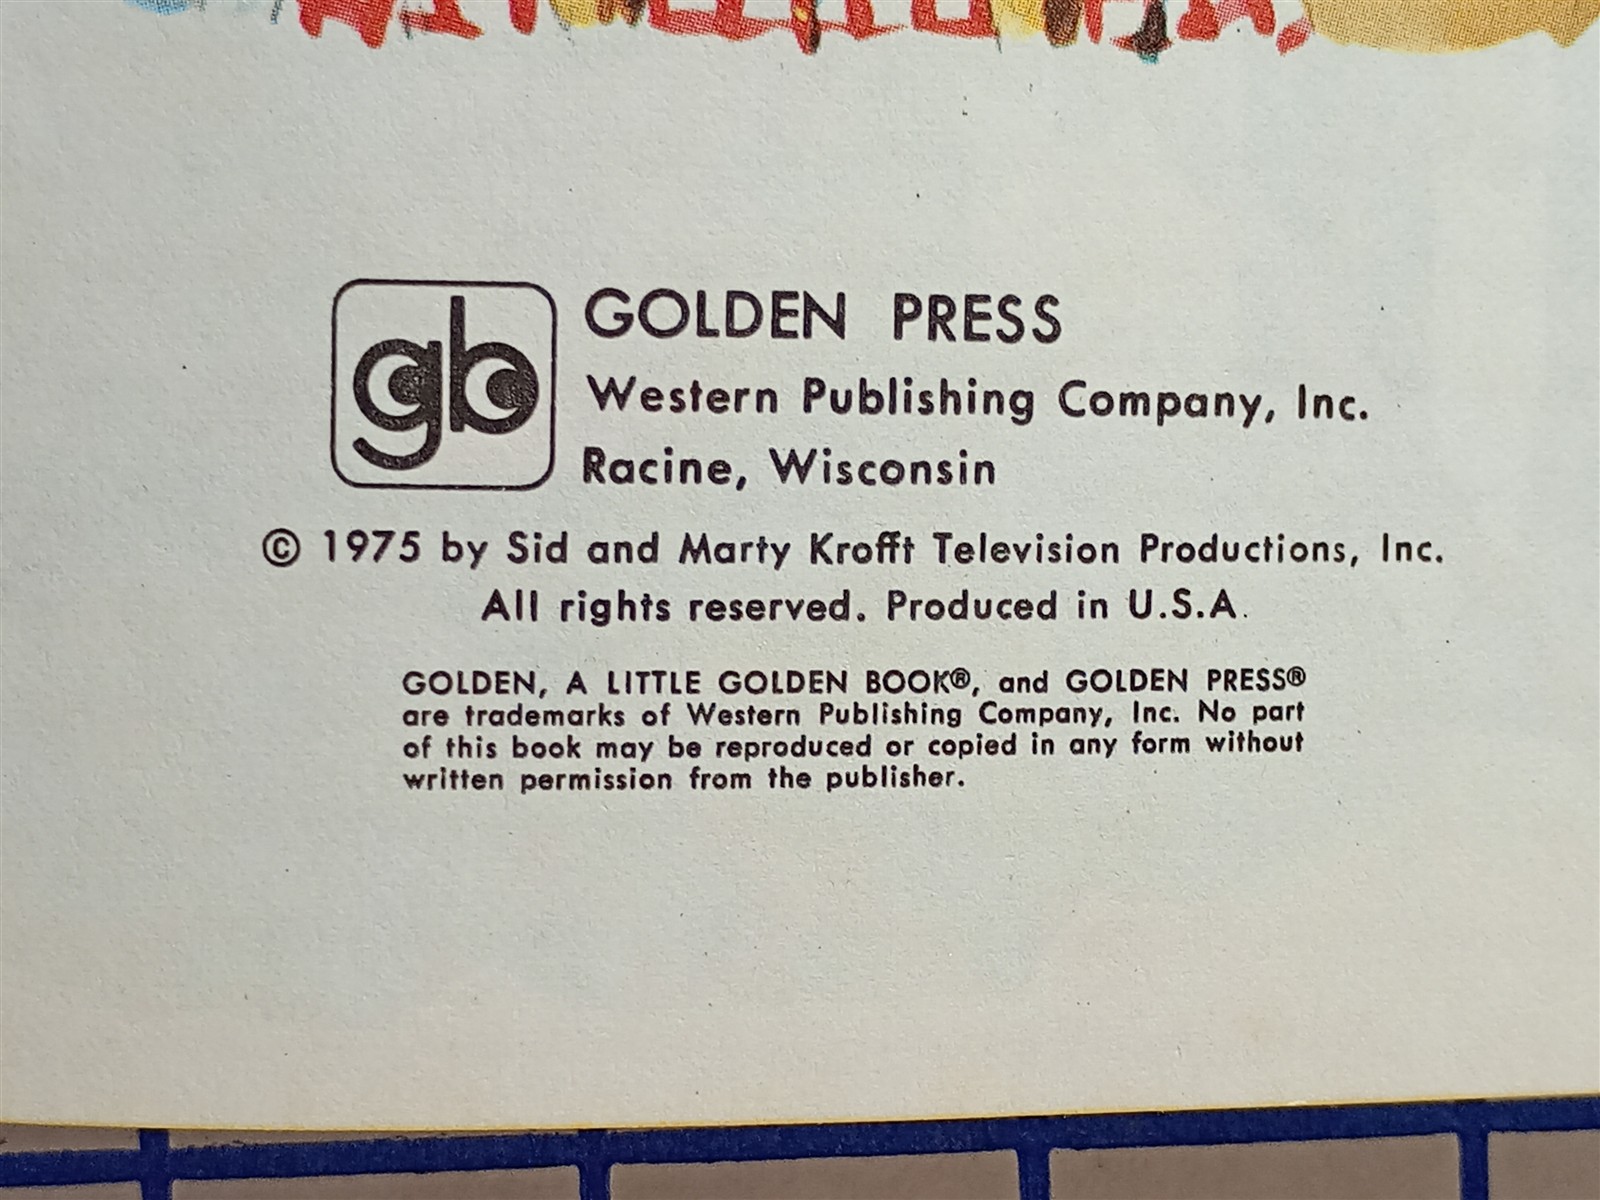 gb
GOLDEN PRESS
Western Publishing Company, Inc.
Racine, Wisconsin
© 1975 by Sid and Marty Krofft Television Productions, Inc.
All rights reserved. Produced in U.S.A.
GOLDEN, A LITTLE GOLDEN BOOK®, and GOLDEN PRESS®
are trademarks of Western Publishing Company, Inc. No part
of this book may be reproduced or copied in any form without
written permission from the publisher.